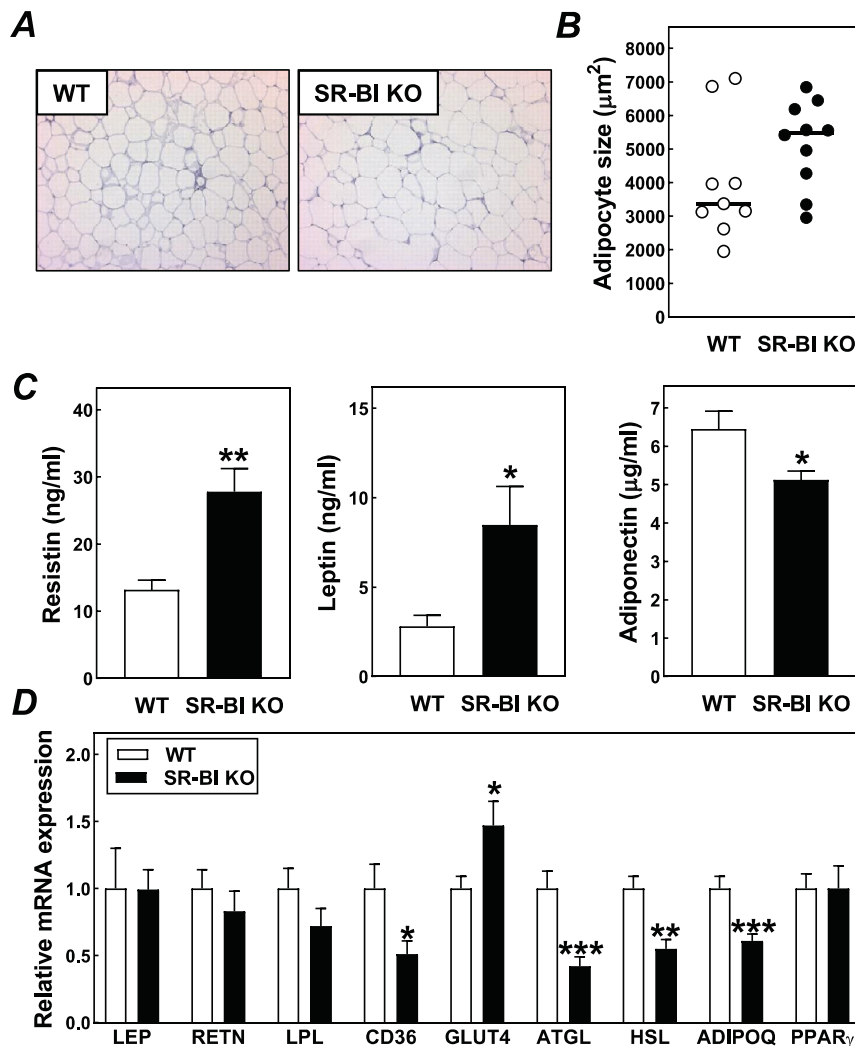 A
WT
SR-BI KO
B
Adipocyte size (μm²)
8000
7000
6000
5000
4000
3000
2000
1000
0
WT SR-BI KO
C
Resistin (ng/ml)
40
30
20
10
0
**
WT SR-BI KO
Leptin (ng/ml)
15
10
5
0
*
WT SR-BI KO
Adiponectin (μg/ml)
7
6
5
4
3
2
1
0
*
WT SR-BI KO
D
Relative mRNA expression
2.0
1.5
1.0
0.5
0.0
WT
SR-BI KO
* * *** ** ***
LEP RETN LPL CD36 GLUT4 ATGL HSL ADIPOQ PPARγ